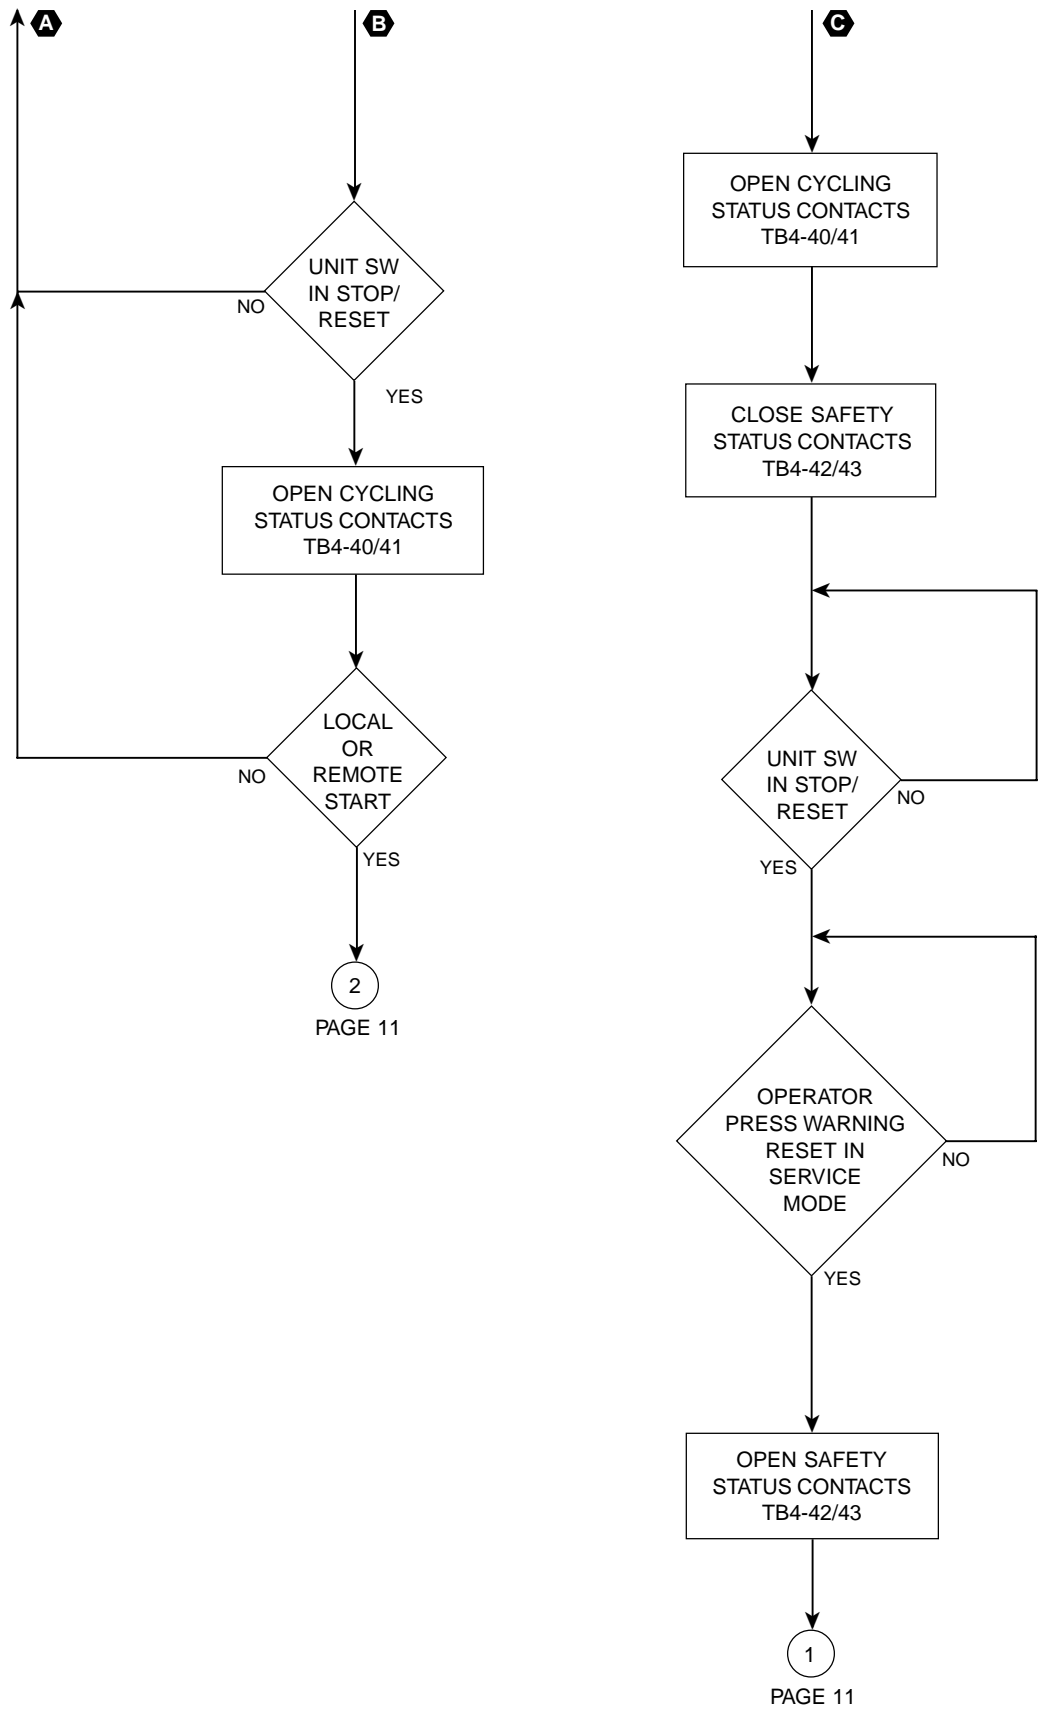 A
B
C
UNIT SW
IN STOP/
RESET
NO
YES
OPEN CYCLING
STATUS CONTACTS
TB4-40/41
LOCAL
OR
REMOTE
START
NO
YES
2
PAGE 11
OPEN CYCLING
STATUS CONTACTS
TB4-40/41
CLOSE SAFETY
STATUS CONTACTS
TB4-42/43
UNIT SW
IN STOP/
RESET
NO
YES
OPERATOR
PRESS WARNING
RESET IN
SERVICE
MODE
NO
YES
OPEN SAFETY
STATUS CONTACTS
TB4-42/43
1
PAGE 11